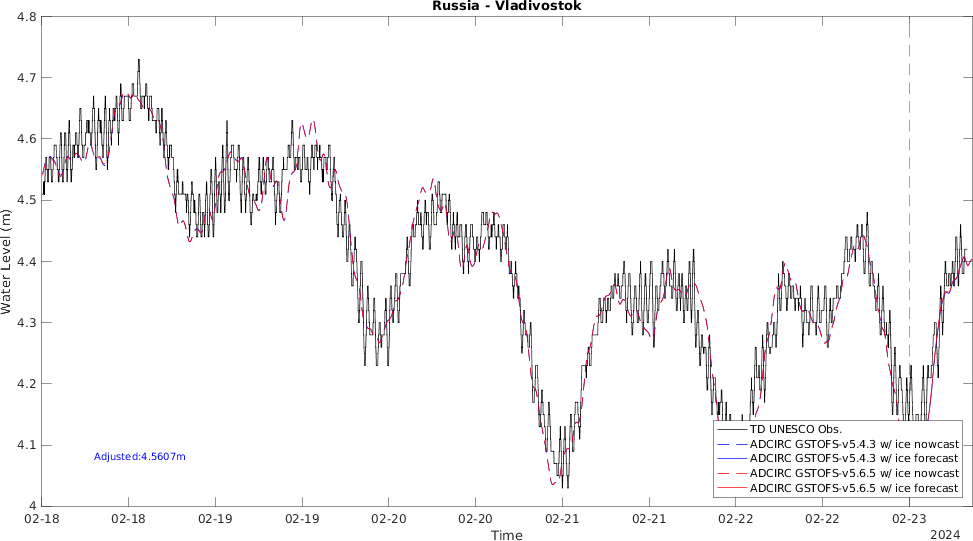 Russia - Vladivostok
4.8
4.7
4.6
4.5
4.4
4.3
4.2
4.1
4
Water Level (m)
Adjusted:4.5607m
TD UNESCO Obs.
ADCIRC GSTOFS-v5.4.3 w/ ice nowcast
ADCIRC GSTOFS-v5.4.3 w/ ice forecast
ADCIRC GSTOFS-v5.6.5 w/ ice nowcast
ADCIRC GSTOFS-v5.6.5 w/ ice forecast
02-18 02-18 02-19 02-19 02-20 02-20 02-21 02-21 02-22 02-22 02-23
Time
2024